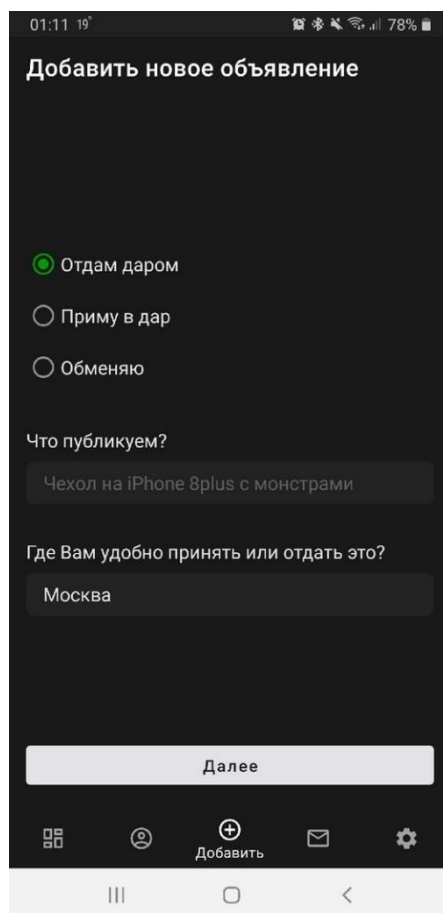 01:11 19° 78%
Добавить новое объявление
Отдам даром
Приму в дар
Обменяю
Что публикуем?
Чехол на iPhone 8plus с монстрами
Где Вам удобно принять или отдать это?
Москва
Далее
Добавить